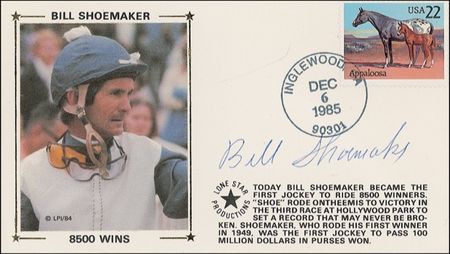 BILL SHOEMAKER
© LPI/84
8500 WINS
INGLEWOOD
DEC
6
1985
90301
USA 22
Appaloosa
Bill Shoemaker
LONE STAR
PRODUCTIONS
TODAY BILL SHOEMAKER BECAME THE
FIRST JOCKEY TO RIDE 8500 WINNERS.
"SHOE" RODE ONTHEEMIS TO VICTORY IN
THE THIRD RACE AT HOLLYWOOD PARK TO
SET A RECORD THAT MAY NEVER BE BRO-
KEN. SHOEMAKER, WHO RODE HIS FIRST WINNER
IN 1949, WAS THE FIRST JOCKEY TO PASS 100
MILLION DOLLARS IN PURSES WON.